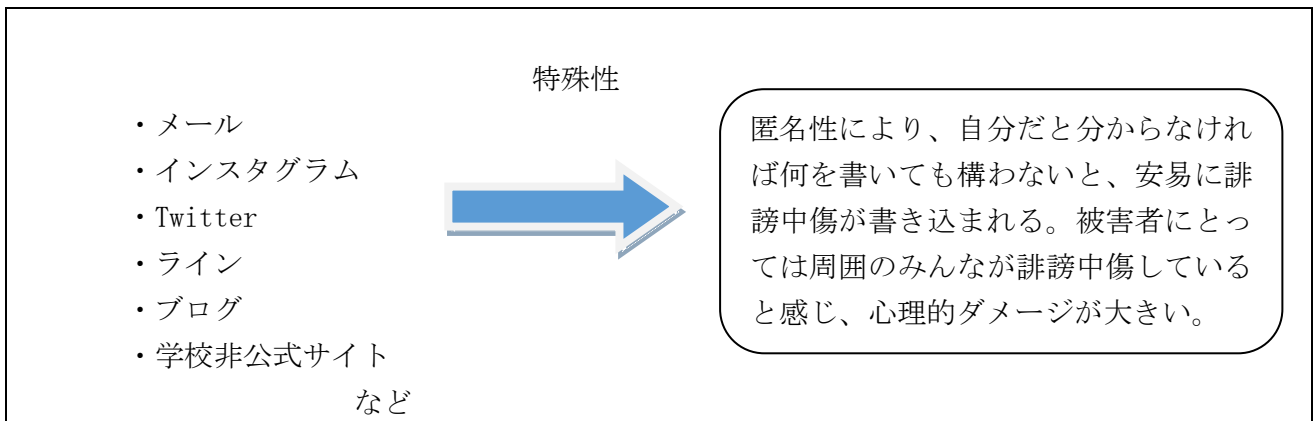 特殊性
・メール
・インスタグラム
・Twitter
・ライン
・ブログ
・学校非公式サイト
など
匿名性により、自分だと分からなけれ
ば何を書いても構わないと、安易に誹
謗中傷が書き込まれる。被害者にとっ
ては周囲のみんなが誹謗中傷している
と感じ、心理的ダメージが大きい。